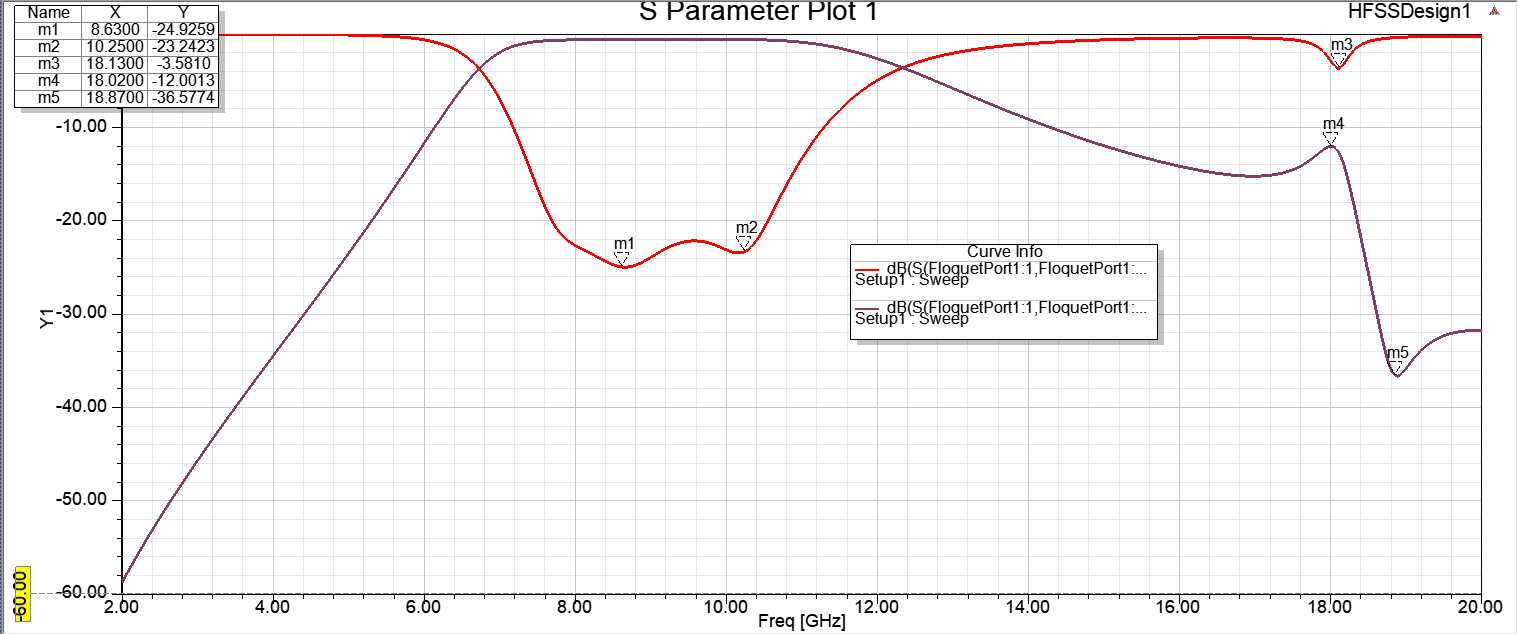 S Parameter Plot 1
HFSSDesign1
Name X Y
m1 8.6300 -24.9259
m2 10.2500 -23.2423
m3 18.1300 -3.5810
m4 18.0200 -12.0013
m5 18.8700 -36.5774
m3
-10.00
m4
-20.00
m1
m2
Curve Info
dB(S(FloquetPort1:1,FloquetPort1:...
Setup1 : Sweep
dB(S(FloquetPort1:1,FloquetPort1:...
Setup1 : Sweep
-30.00
Y1
m5
-40.00
-50.00
-60.00
-60.00
2.00 4.00 6.00 8.00 10.00 12.00 14.00 16.00 18.00 20.00
Freq [GHz]